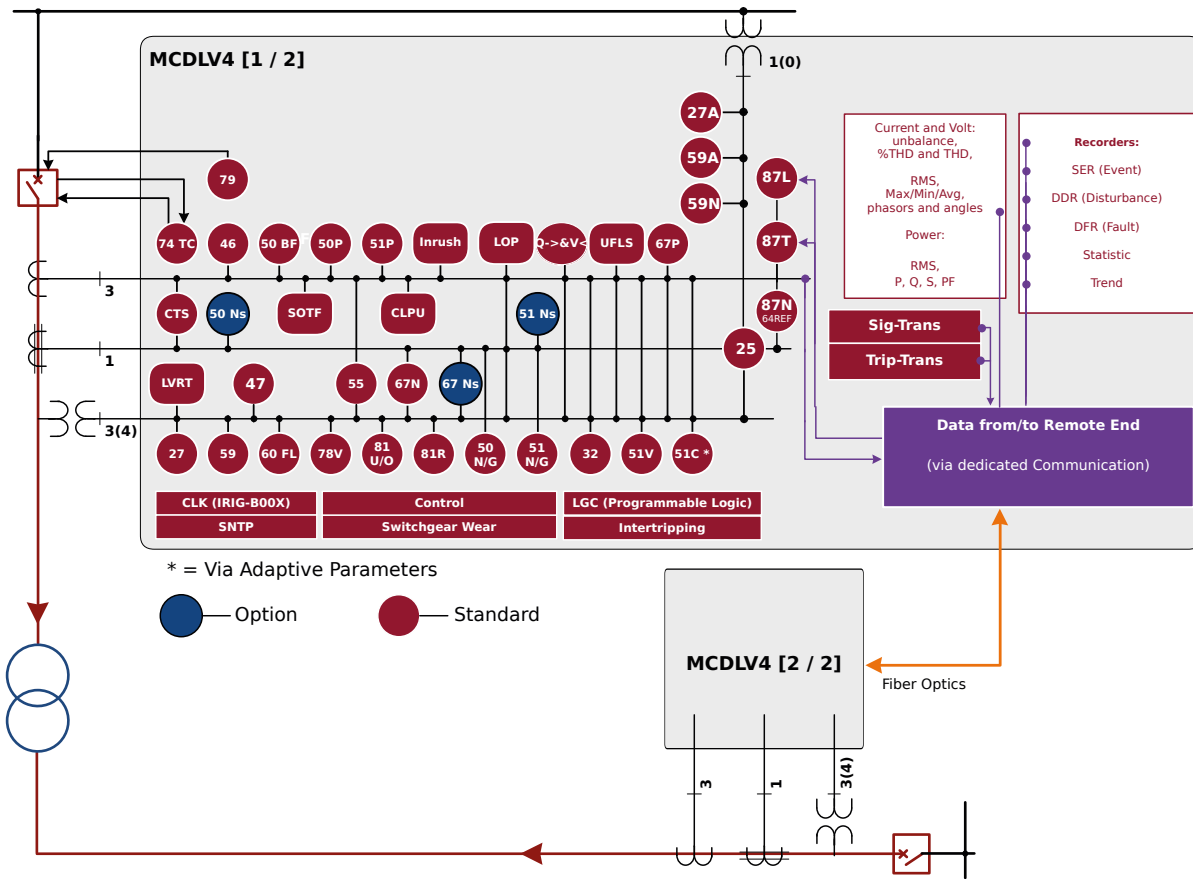 MCDLV4 [1 / 2]
1(0)
27A
59A
59N
79
87L
87T
87N
64REF
Current and Volt:
unbalance,
%THD and THD,
RMS,
Max/Min/Avg,
phasors and angles
Power:
RMS,
P, Q, S, PF
Recorders:
SER (Event)
DDR (Disturbance)
DFR (Fault)
Statistic
Trend
74 TC
46
50 BF
50P
51P
Inrush
LOP
Q->&V<
UFLS
67P
3
CTS
50 Ns
SOTF
CLPU
51 Ns
Sig-Trans
Trip-Trans
1
25
LVRT
47
55
67N
67 Ns
3(4)
27
59
60 FL
78V
81
U/O
81R
50
N/G
51
N/G
32
51V
51C *
Data from/to Remote End
(via dedicated Communication)
CLK (IRIG-B00X)
Control
LGC (Programmable Logic)
SNTP
Switchgear Wear
Intertripping
* = Via Adaptive Parameters
Option
Standard
MCDLV4 [2 / 2]
Fiber Optics
3
1
3(4)